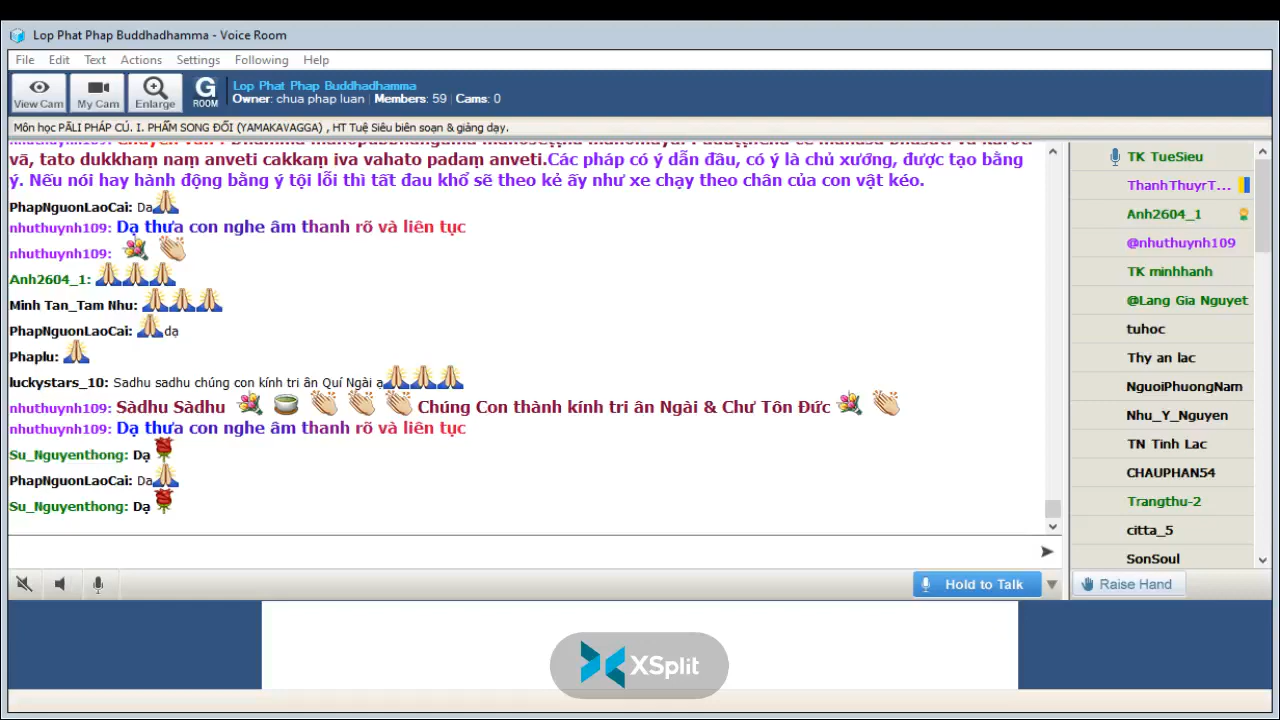 Lop Phat Phap Buddhadhamma - Voice Room
File Edit Text Actions Settings Following Help
View Cam My Cam Enlarge G ROOM
Lop Phat Phap Buddhadhamma
Owner: chua phap luan | Members: 59 | Cams: 0
Môn học PÃLI PHÁP CÚ. I. PHẨM SONG ĐỐI (YAMAKAVAGGA) , HT Tuệ Siêu biên soạn & giảng dạy.
vā, tato dukkhaṃ naṃ anveti cakkaṃ iva vahato padaṃ anveti.Các pháp có ý dẫn đầu, có ý là chủ xướng, được tạo bằng
ý. Nếu nói hay hành động bằng ý tội lỗi thì tất đau khổ sẽ theo kẻ ấy như xe chạy theo chân của con vật kéo.
PhapNguonLaoCai: Da
nhuthuynh109: Dạ thưa con nghe âm thanh rõ và liên tục
nhuthuynh109:
Anh2604_1:
Minh Tan_Tam Nhu:
PhapNguonLaoCai: dạ
Phaplu:
luckystars_10: Sadhu sadhu chúng con kính tri ân Quí Ngài ạ
nhuthuynh109: Sàdhu Sàdhu Chúng Con thành kính tri ân Ngài & Chư Tôn Đức
nhuthuynh109: Dạ thưa con nghe âm thanh rõ và liên tục
Su_Nguyenthong: Dạ
PhapNguonLaoCai: Da
Su_Nguyenthong: Dạ
TK TueSieu
ThanhThuyrT...
Anh2604_1
@nhuthuynh109
TK minhhanh
@Lang Gia Nguyet
tuhoc
Thy an lac
NguoiPhuongNam
Nhu_Y_Nguyen
TN Tinh Lac
CHAUPHAN54
Trangthu-2
citta_5
SonSoul
Hold to Talk
Raise Hand
XSplit